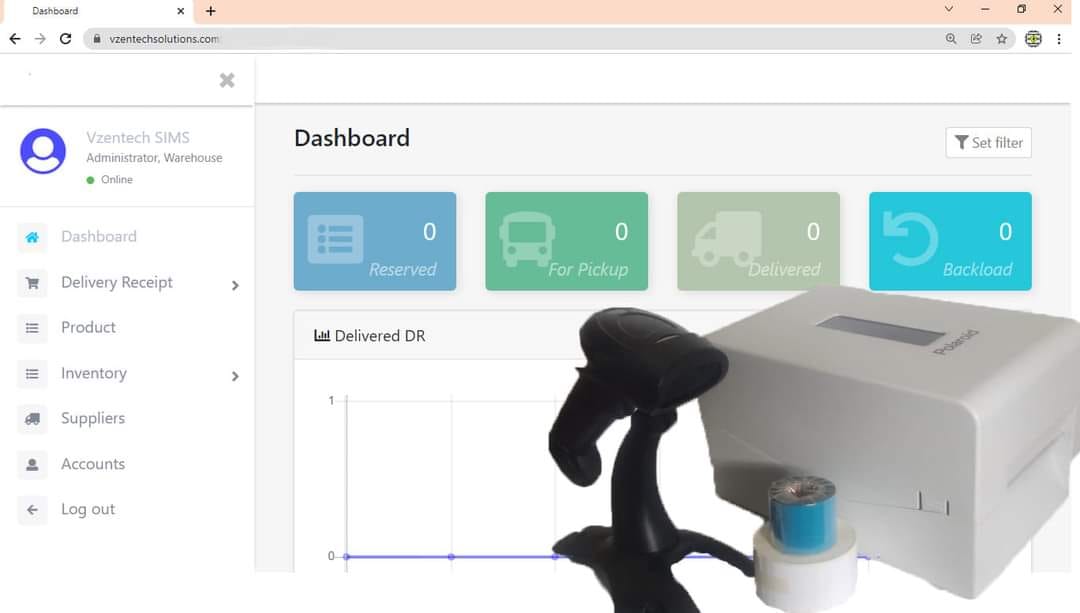 Dashboard
vzentechsolutions.com
Vzentech SIMS
Administrator, Warehouse
Online
Dashboard
Delivery Receipt
Product
Inventory
Suppliers
Accounts
Log out
Dashboard
Set filter
0
Reserved
0
For Pickup
0
Delivered
0
Backload
Delivered DR
1
0
Polaroid